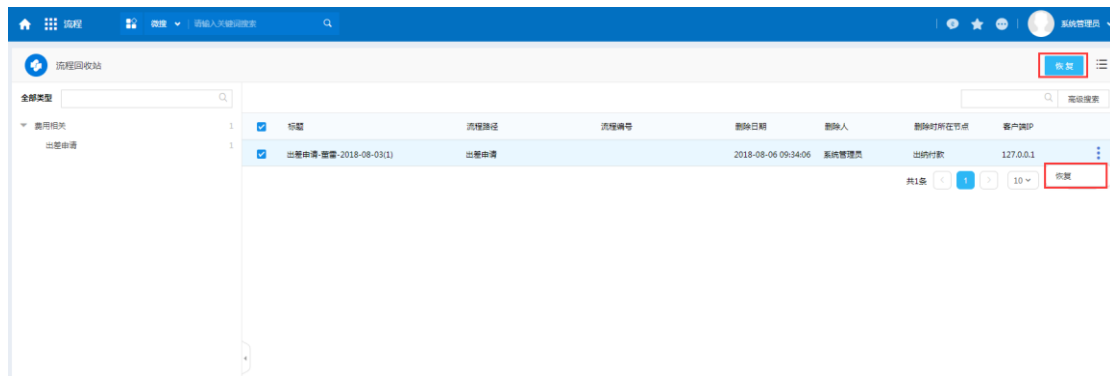 流程 微搜 请输入关键词搜索 系统管理员
流程回收站 恢复
全部类型 高级搜索
费用相关 1 标题 流程路径 流程编号 删除日期 删除人 删除时所在节点 客户端IP
出差申请 1 出差申请-董雷-2018-08-03(1) 出差申请 2018-08-06 09:34:06 系统管理员 出纳付款 127.0.0.1
共1条 1 10 恢复